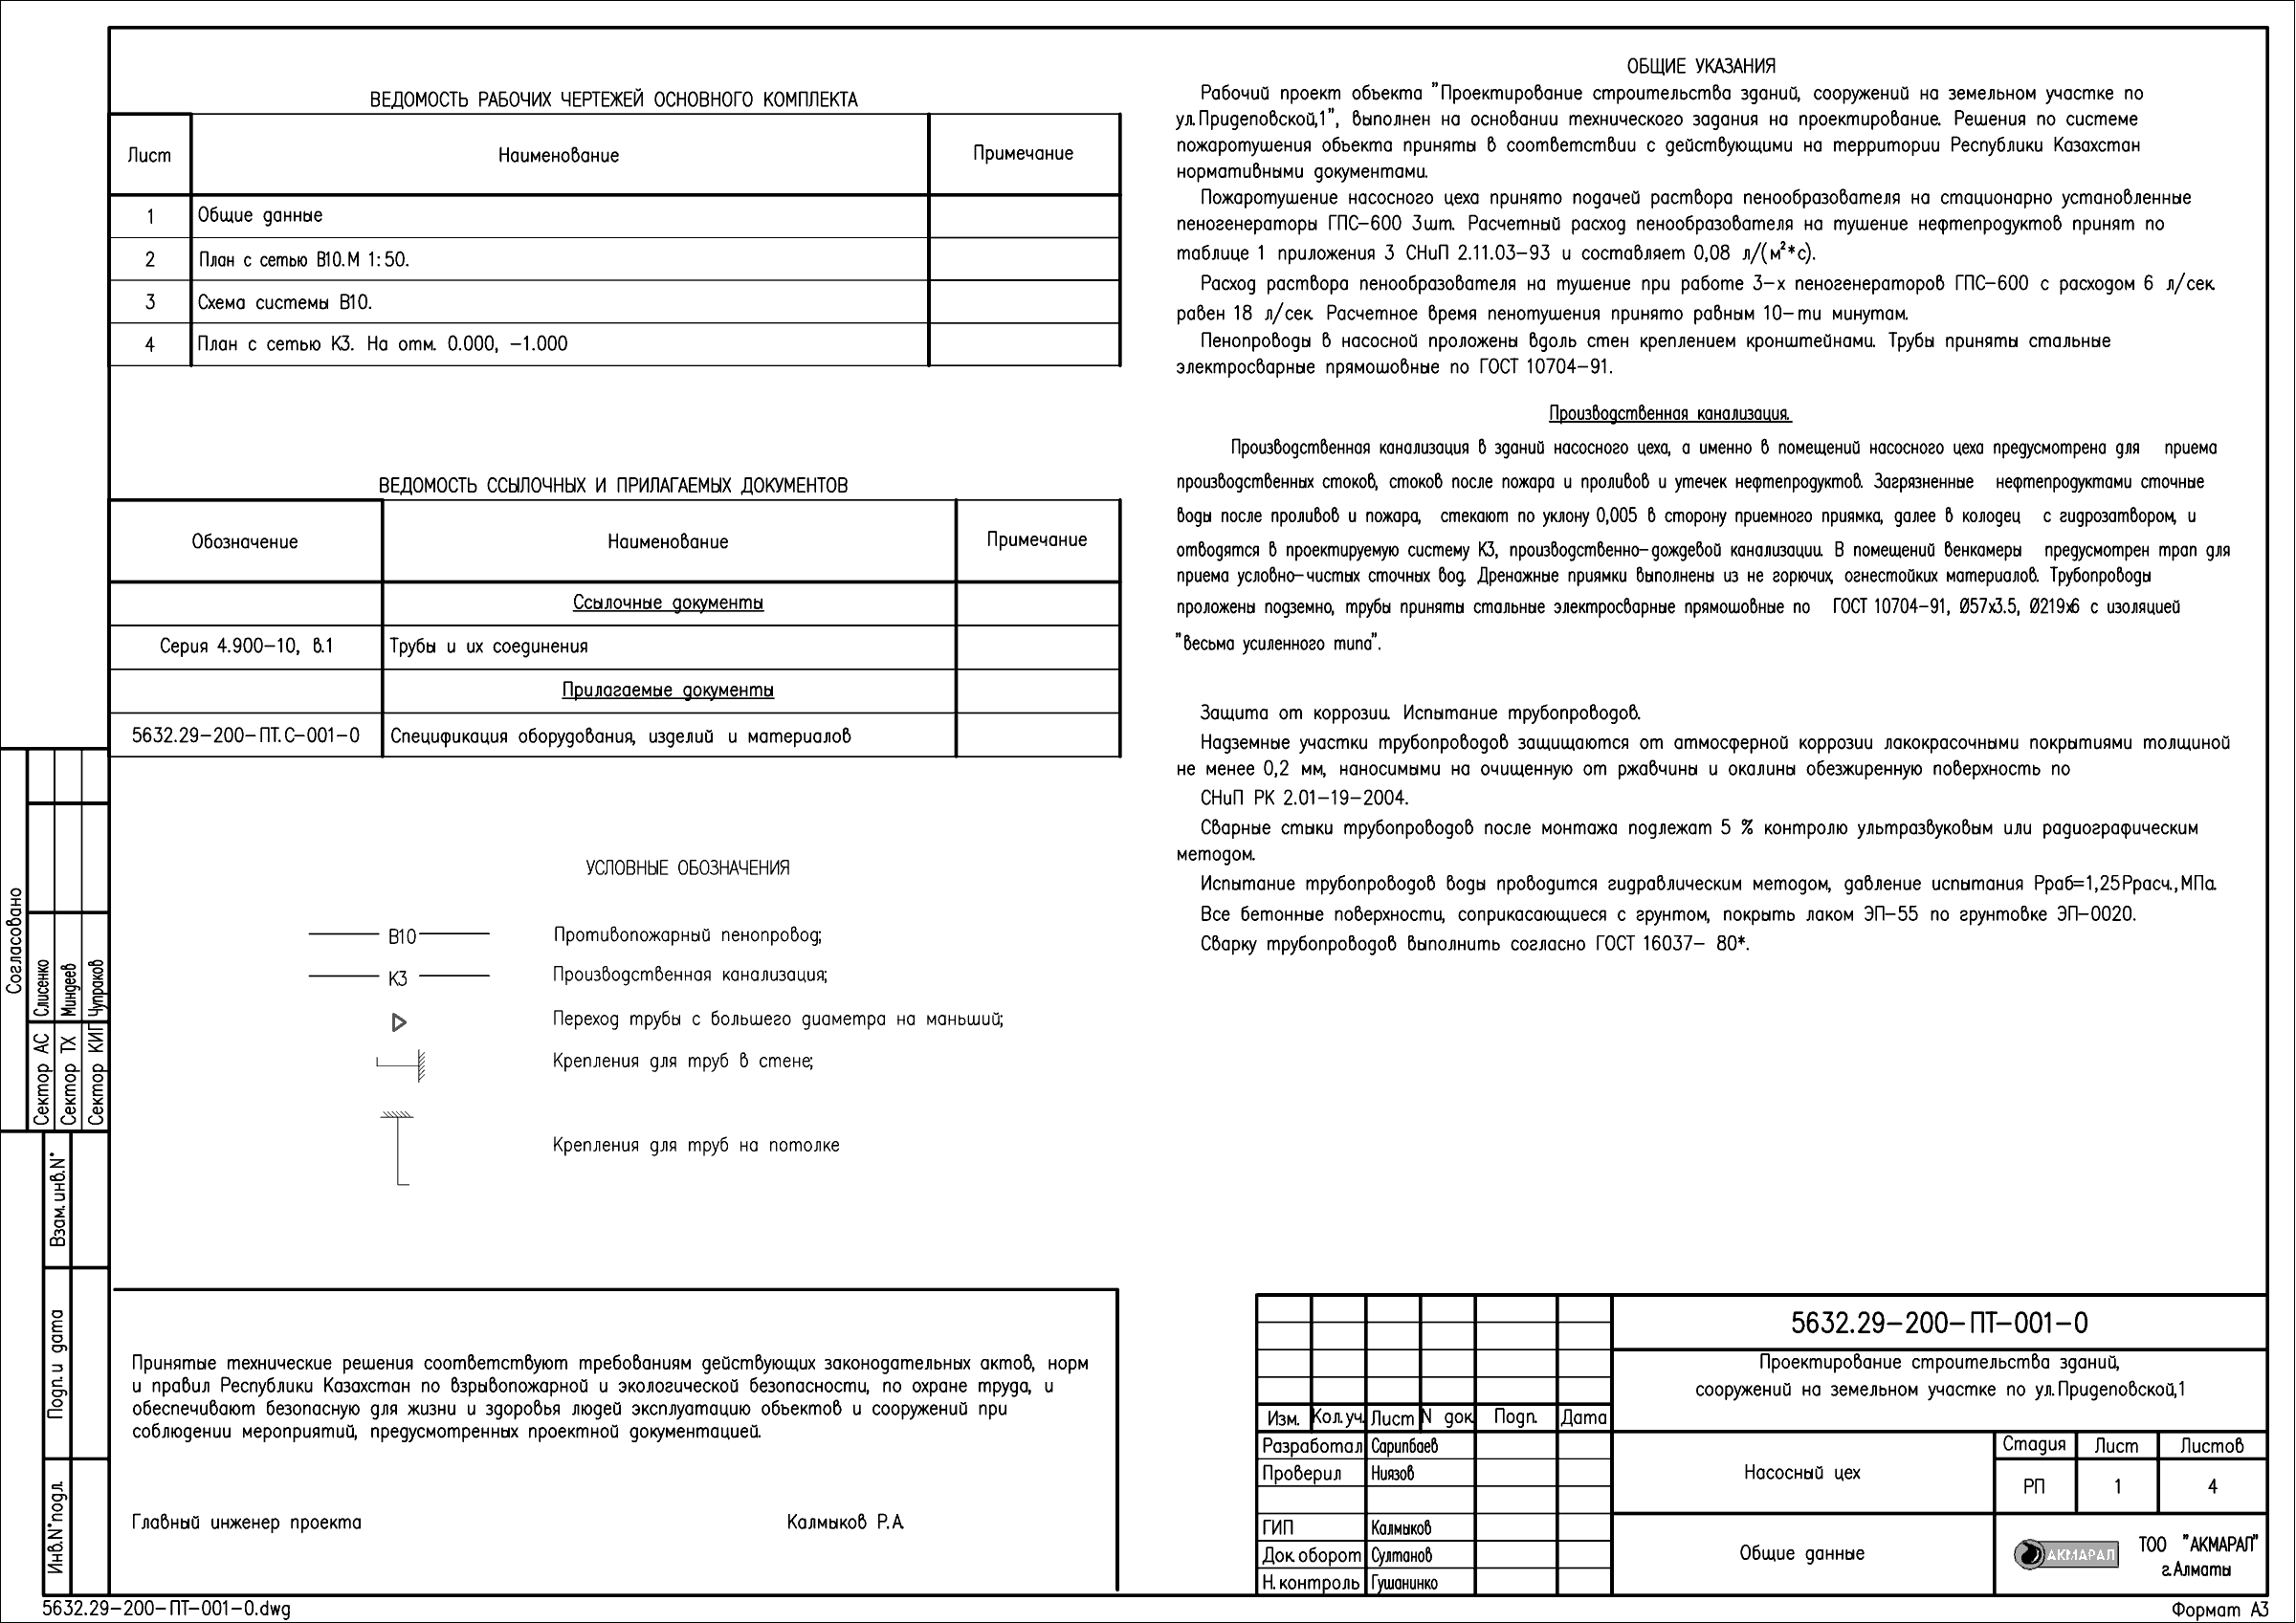 ВЕДОМОСТЬ РАБОЧИХ ЧЕРТЕЖЕЙ ОСНОВНОГО КОМПЛЕКТА
Лист Наименование Примечание
1 Общие данные
2 План с сетью В10.М 1:50.
3 Схема системы В10.
4 План с сетью К3. На отм. 0.000, -1.000
ВЕДОМОСТЬ ССЫЛОЧНЫХ И ПРИЛАГАЕМЫХ ДОКУМЕНТОВ
Обозначение Наименование Примечание
Ссылочные документы
Серия 4.900-10, в.1 Трубы и их соединения
Прилагаемые документы
5632.29-200-ПТ.С-001-0 Спецификация оборудования, изделий и материалов
УСЛОВНЫЕ ОБОЗНАЧЕНИЯ
В10 Противопожарный пенопровод;
К3 Производственная канализация;
Переход трубы с большего диаметра на маньший;
Крепления для труб в стене;
Крепления для труб на потолке
Принятые технические решения соответствуют требованиям действующих законодательных актов, норм
и правил Республики Казахстан по взрывопожарной и экологической безопасности, по охране труда, и
обеспечивают безопасную для жизни и здоровья людей эксплуатацию объектов и сооружений при
соблюдении мероприятий, предусмотренных проектной документацией.
Главный инженер проекта Калмыков Р.А.
ОБЩИЕ УКАЗАНИЯ
Рабочий проект объекта "Проектирование строительства зданий, сооружений на земельном участке по
ул.Придеповской,1", выполнен на основании технического задания на проектирование. Решения по системе
пожаротушения объекта приняты в соответствии с действующими на территории Республики Казахстан
нормативными документами.
Пожаротушение насосного цеха принято подачей раствора пенообразователя на стационарно установленные
пеногенераторы ГПС-600 3шт. Расчетный расход пенообразователя на тушение нефтепродуктов принят по
таблице 1 приложения 3 СНиП 2.11.03-93 и составляет 0,08 л/(м²*с).
Расход раствора пенообразователя на тушение при работе 3-х пеногенераторов ГПС-600 с расходом 6 л/сек.
равен 18 л/сек. Расчетное время пенотушения принято равным 10-ти минутам.
Пенопроводы в насосной проложены вдоль стен креплением кронштейнами. Трубы приняты стальные
электросварные прямошовные по ГОСТ 10704-91.
Производственная канализация.
Производственная канализация в зданий насосного цеха, а именно в помещений насосного цеха предусмотрена для приема
производственных стоков, стоков после пожара и проливов и утечек нефтепродуктов. Загрязненные нефтепродуктами сточные
воды после проливов и пожара, стекают по уклону 0,005 в сторону приемного приямка, далее в колодец с гидрозатвором, и
отводятся в проектируемую систему К3, производственно-дождевой канализации. В помещений венкамеры предусмотрен трап для
приема условно-чистых сточных вод. Дренажные приямки выполнены из не горючих, огнестойких материалов. Трубопроводы
проложены подземно, трубы приняты стальные электросварные прямошовные по ГОСТ 10704-91, Ø57х3.5, Ø219х6 с изоляцией
"весьма усиленного типа".
Защита от коррозии. Испытание трубопроводов.
Надземные участки трубопроводов защищаются от атмосферной коррозии лакокрасочными покрытиями толщиной
не менее 0,2 мм, наносимыми на очищенную от ржавчины и окалины обезжиренную поверхность по
СНиП РК 2.01-19-2004.
Сварные стыки трубопроводов после монтажа подлежат 5 % контролю ультразвуковым или радиографическим
методом.
Испытание трубопроводов воды проводится гидравлическим методом, давление испытания Рраб=1,25Ррасч.,МПа.
Все бетонные поверхности, соприкасающиеся с грунтом, покрыть лаком ЭП-55 по грунтовке ЭП-0020.
Сварку трубопроводов выполнить согласно ГОСТ 16037- 80*.
Согласовано
Сектор АС Слисенко
Сектор ТХ Миндеев
Сектор КИП Чупраков
Взам.инв.N°
Подп.и дата
Инв.N°подл.
5632.29-200-ПТ-001-0
Проектирование строительства зданий,
сооружений на земельном участке по ул.Придеповской,1
Изм. Кол.уч. Лист N док. Подп. Дата
Разработал Сарипбаев
Проверил Ниязов
ГИП Калмыков
Док.оборот Султанов
Н.контроль Гушанинко
Насосный цех
Стадия Лист Листов
РП 1 4
Общие данные
АКМАРАЛ
ТОО "АКМАРАЛ"
г.Алматы
5632.29-200-ПТ-001-0.dwg
Формат А3